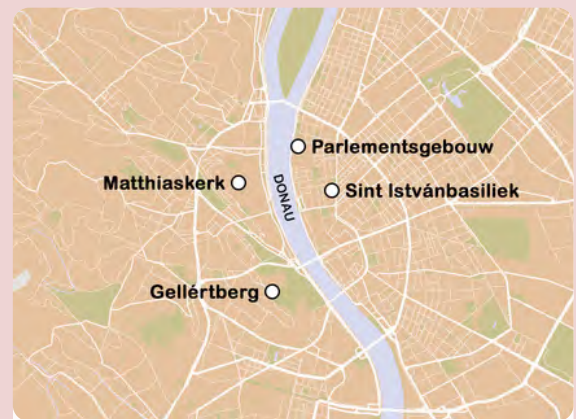 Parlementsgebouw
Matthiaskerk
Sint Istvánbasiliek
DONAU
Gellértberg